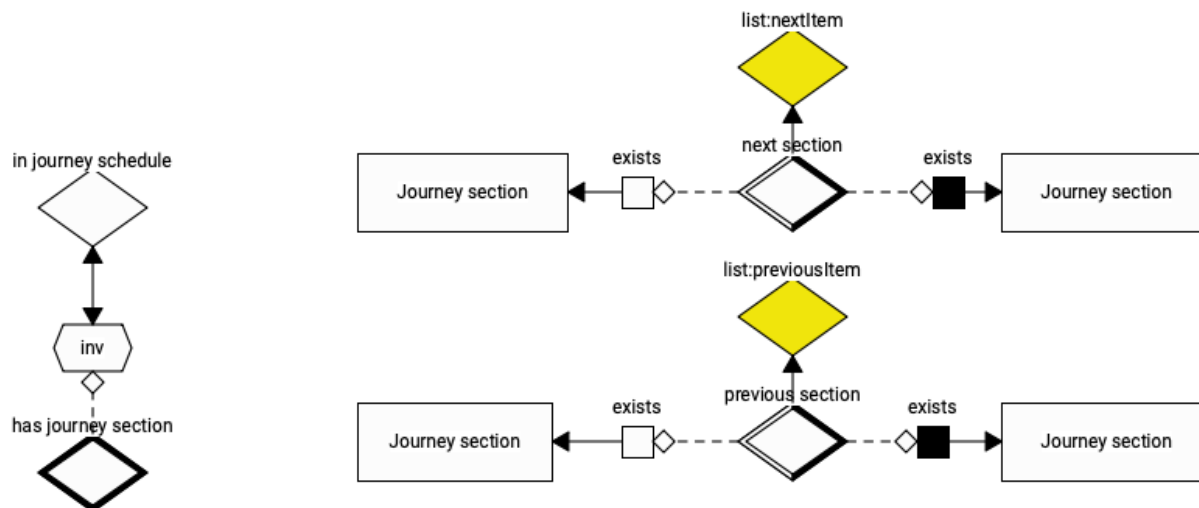 list:nextItem
in journey schedule
next section
exists
exists
Journey section
Journey section
list:previousItem
inv
has journey section
previous section
exists
exists
Journey section
Journey section